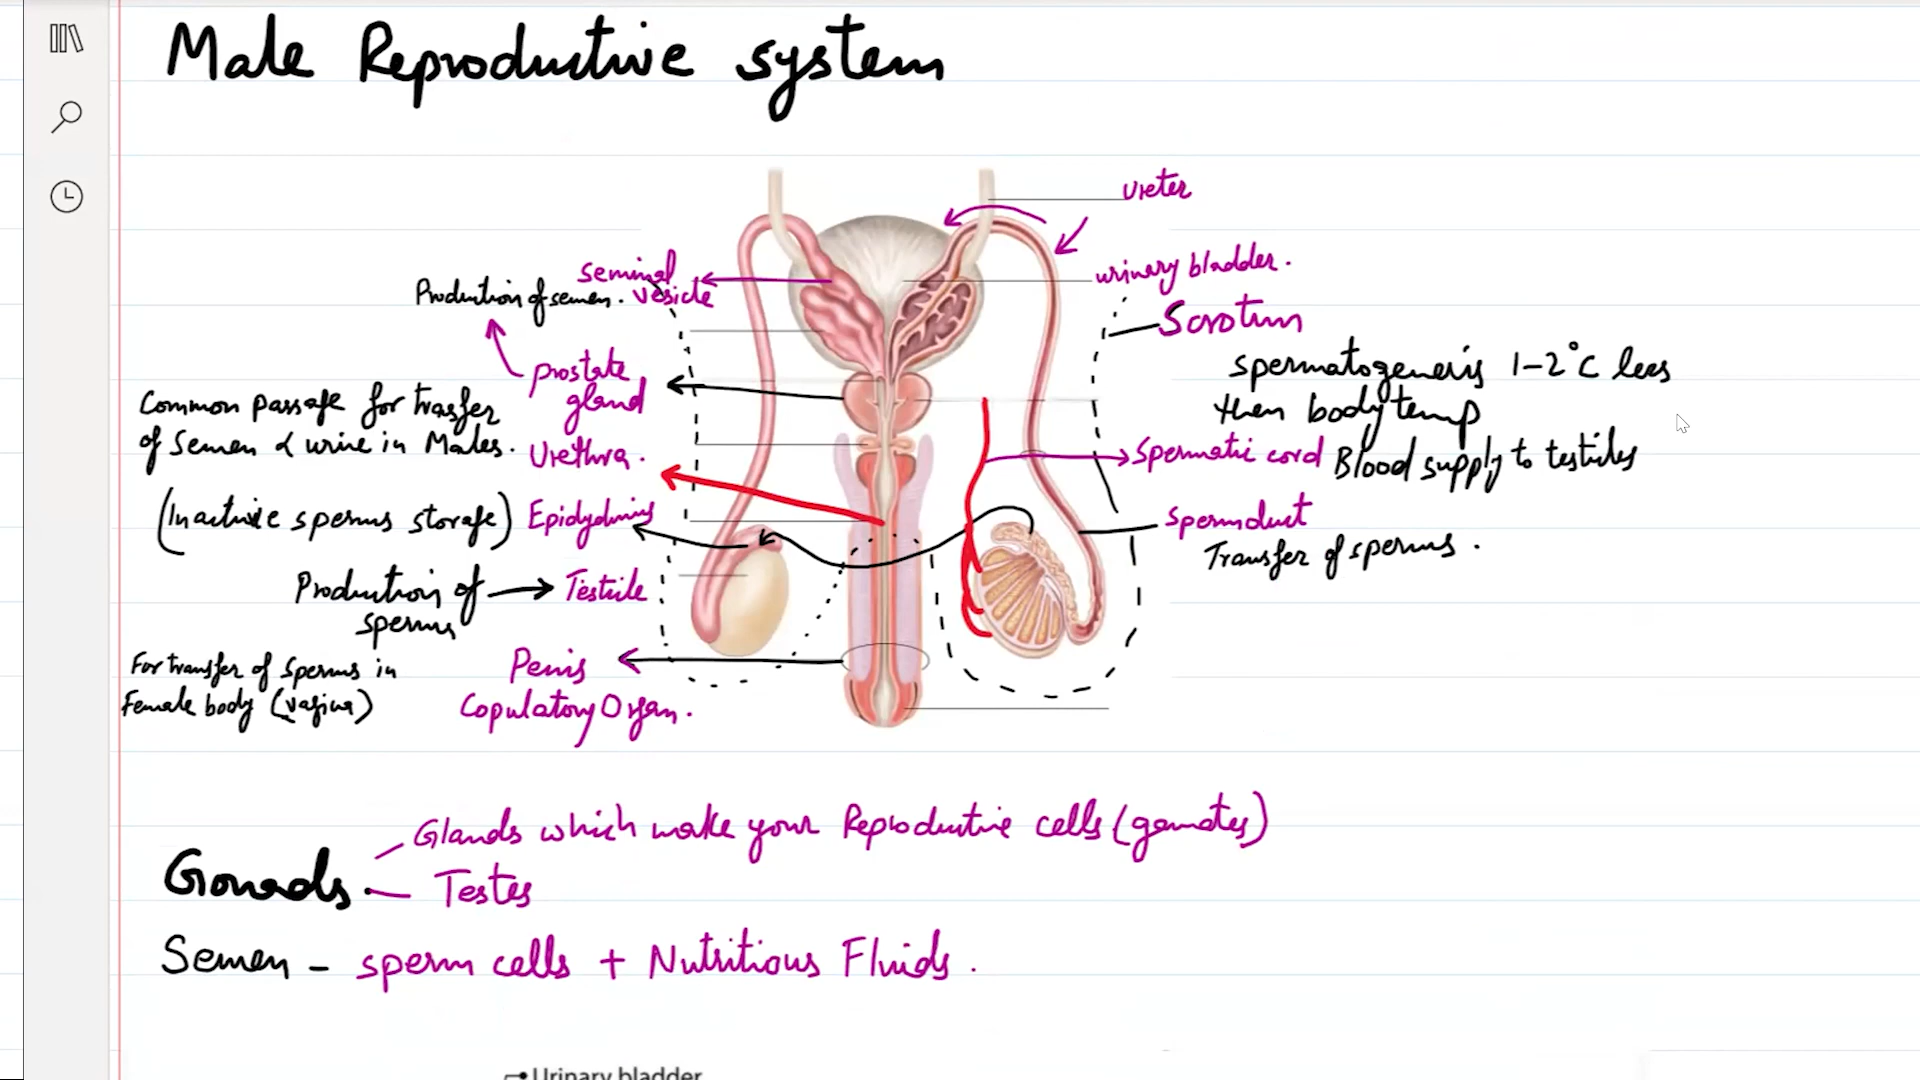 Male Reproductive system
Ureter
Seminal
vesicle
Production of semen.
urinary bladder.
Scrotum
prostate
gland
spermatogenesis 1-2°C less
then body temp
Common passage for trasfer
of semen & urine in Males.
Urethra.
Spermatic cord Blood supply to testicles
(Inactive sperms storage) Epidydimis
Spermduct
Transfer of sperms.
Production of
sperms
Testicle
For transfer of sperms in
Female body (vagina)
Penis
Copulatory Organ.
Glands which make your Reproductive cells (gametes)
Gonads
Testes
Semen - sperm cells + Nutritious Fluids.
Urinary bladder